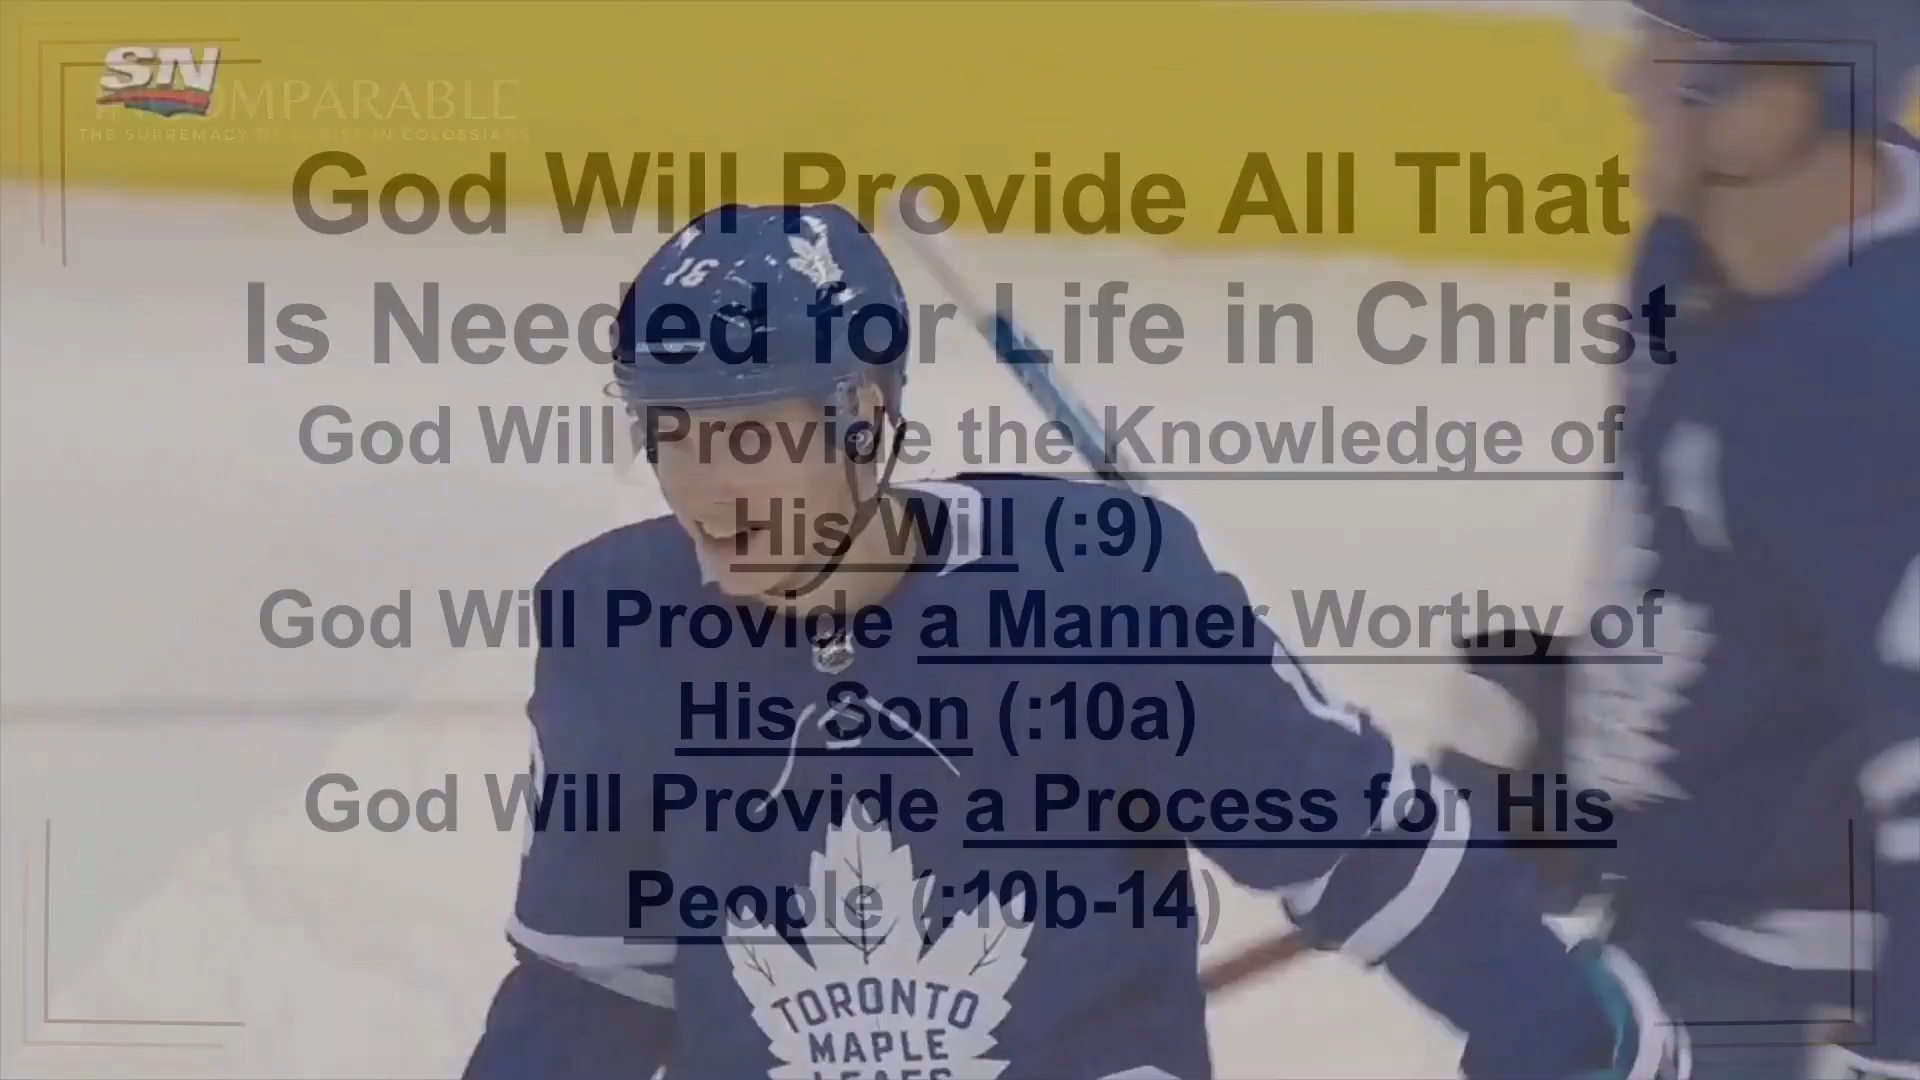 SN
INCOMPARABLE
THE SUPREMACY OF CHRIST IN COLOSSIANS
God Will Provide All That
Is Needed for Life in Christ
16
God Will Provide the Knowledge of
His Will (:9)
God Will Provide a Manner Worthy of
His Son (:10a)
God Will Provide a Process for His
People (:10b-14)
TORONTO
MAPLE
LEAFS